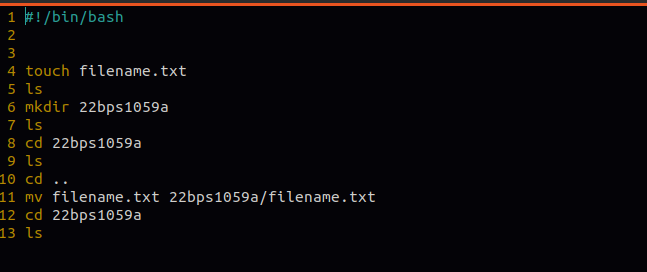 1 #!/bin/bash
2
3
4 touch filename.txt
5 ls
6 mkdir 22bps1059a
7 ls
8 cd 22bps1059a
9 ls
10 cd ..
11 mv filename.txt 22bps1059a/filename.txt
12 cd 22bps1059a
13 ls